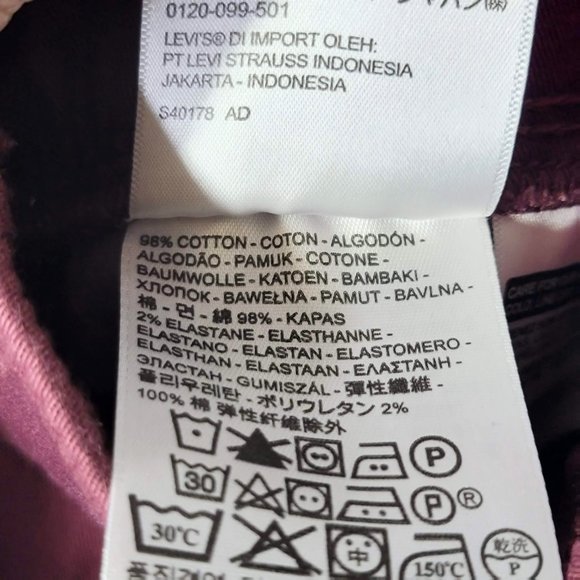 0120-099-501
LEVI'S® DI IMPORT OLEH:
PT LEVI STRAUSS INDONESIA
JAKARTA - INDONESIA
S40178 AD
98% COTTON - COTON - ALGODÓN -
ALGODÃO - PAMUK - COTONE -
BAUMWOLLE - KATOEN - BAMBAKI -
ХЛОПОК - BAWEŁNA - PAMUT - BAVLNA -
棉 - 면 - 綿 98% - KAPAS
2% ELASTANE - ELASTHANNE -
ELASTANO - ELASTAN - ELASTOMERO -
ELASTHAN - ELASTAAN - ΕΛΑΣΤΑΝΗ -
ЭЛАСТАН - GUMISZÁL - 彈性纖維 -
폴리우레탄 - ポリウレタン 2%
100% 棉 弹性纤维除外
P
30 P ®
30°C 中 150°C 乾洗 P